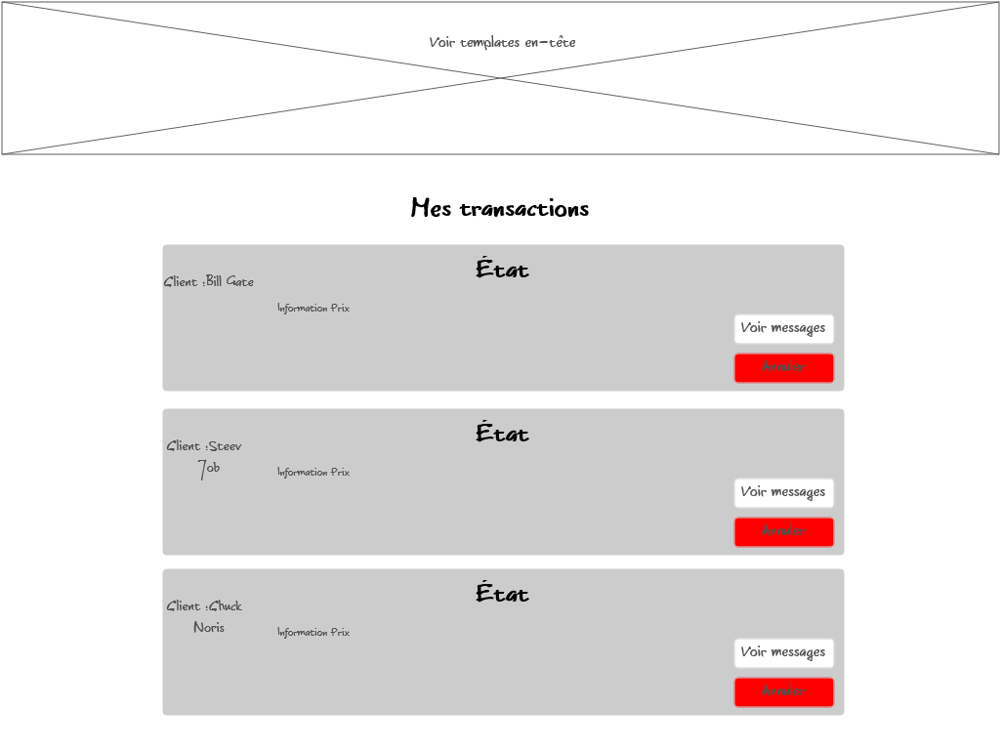 Voir templates en-tête
Mes transactions
État
Client :Bill Gate
Information Prix
Voir messages
Annuler
État
Client :Steev
Job
Information Prix
Voir messages
Annuler
État
Client :Chuck
Noris
Information Prix
Voir messages
Annuler